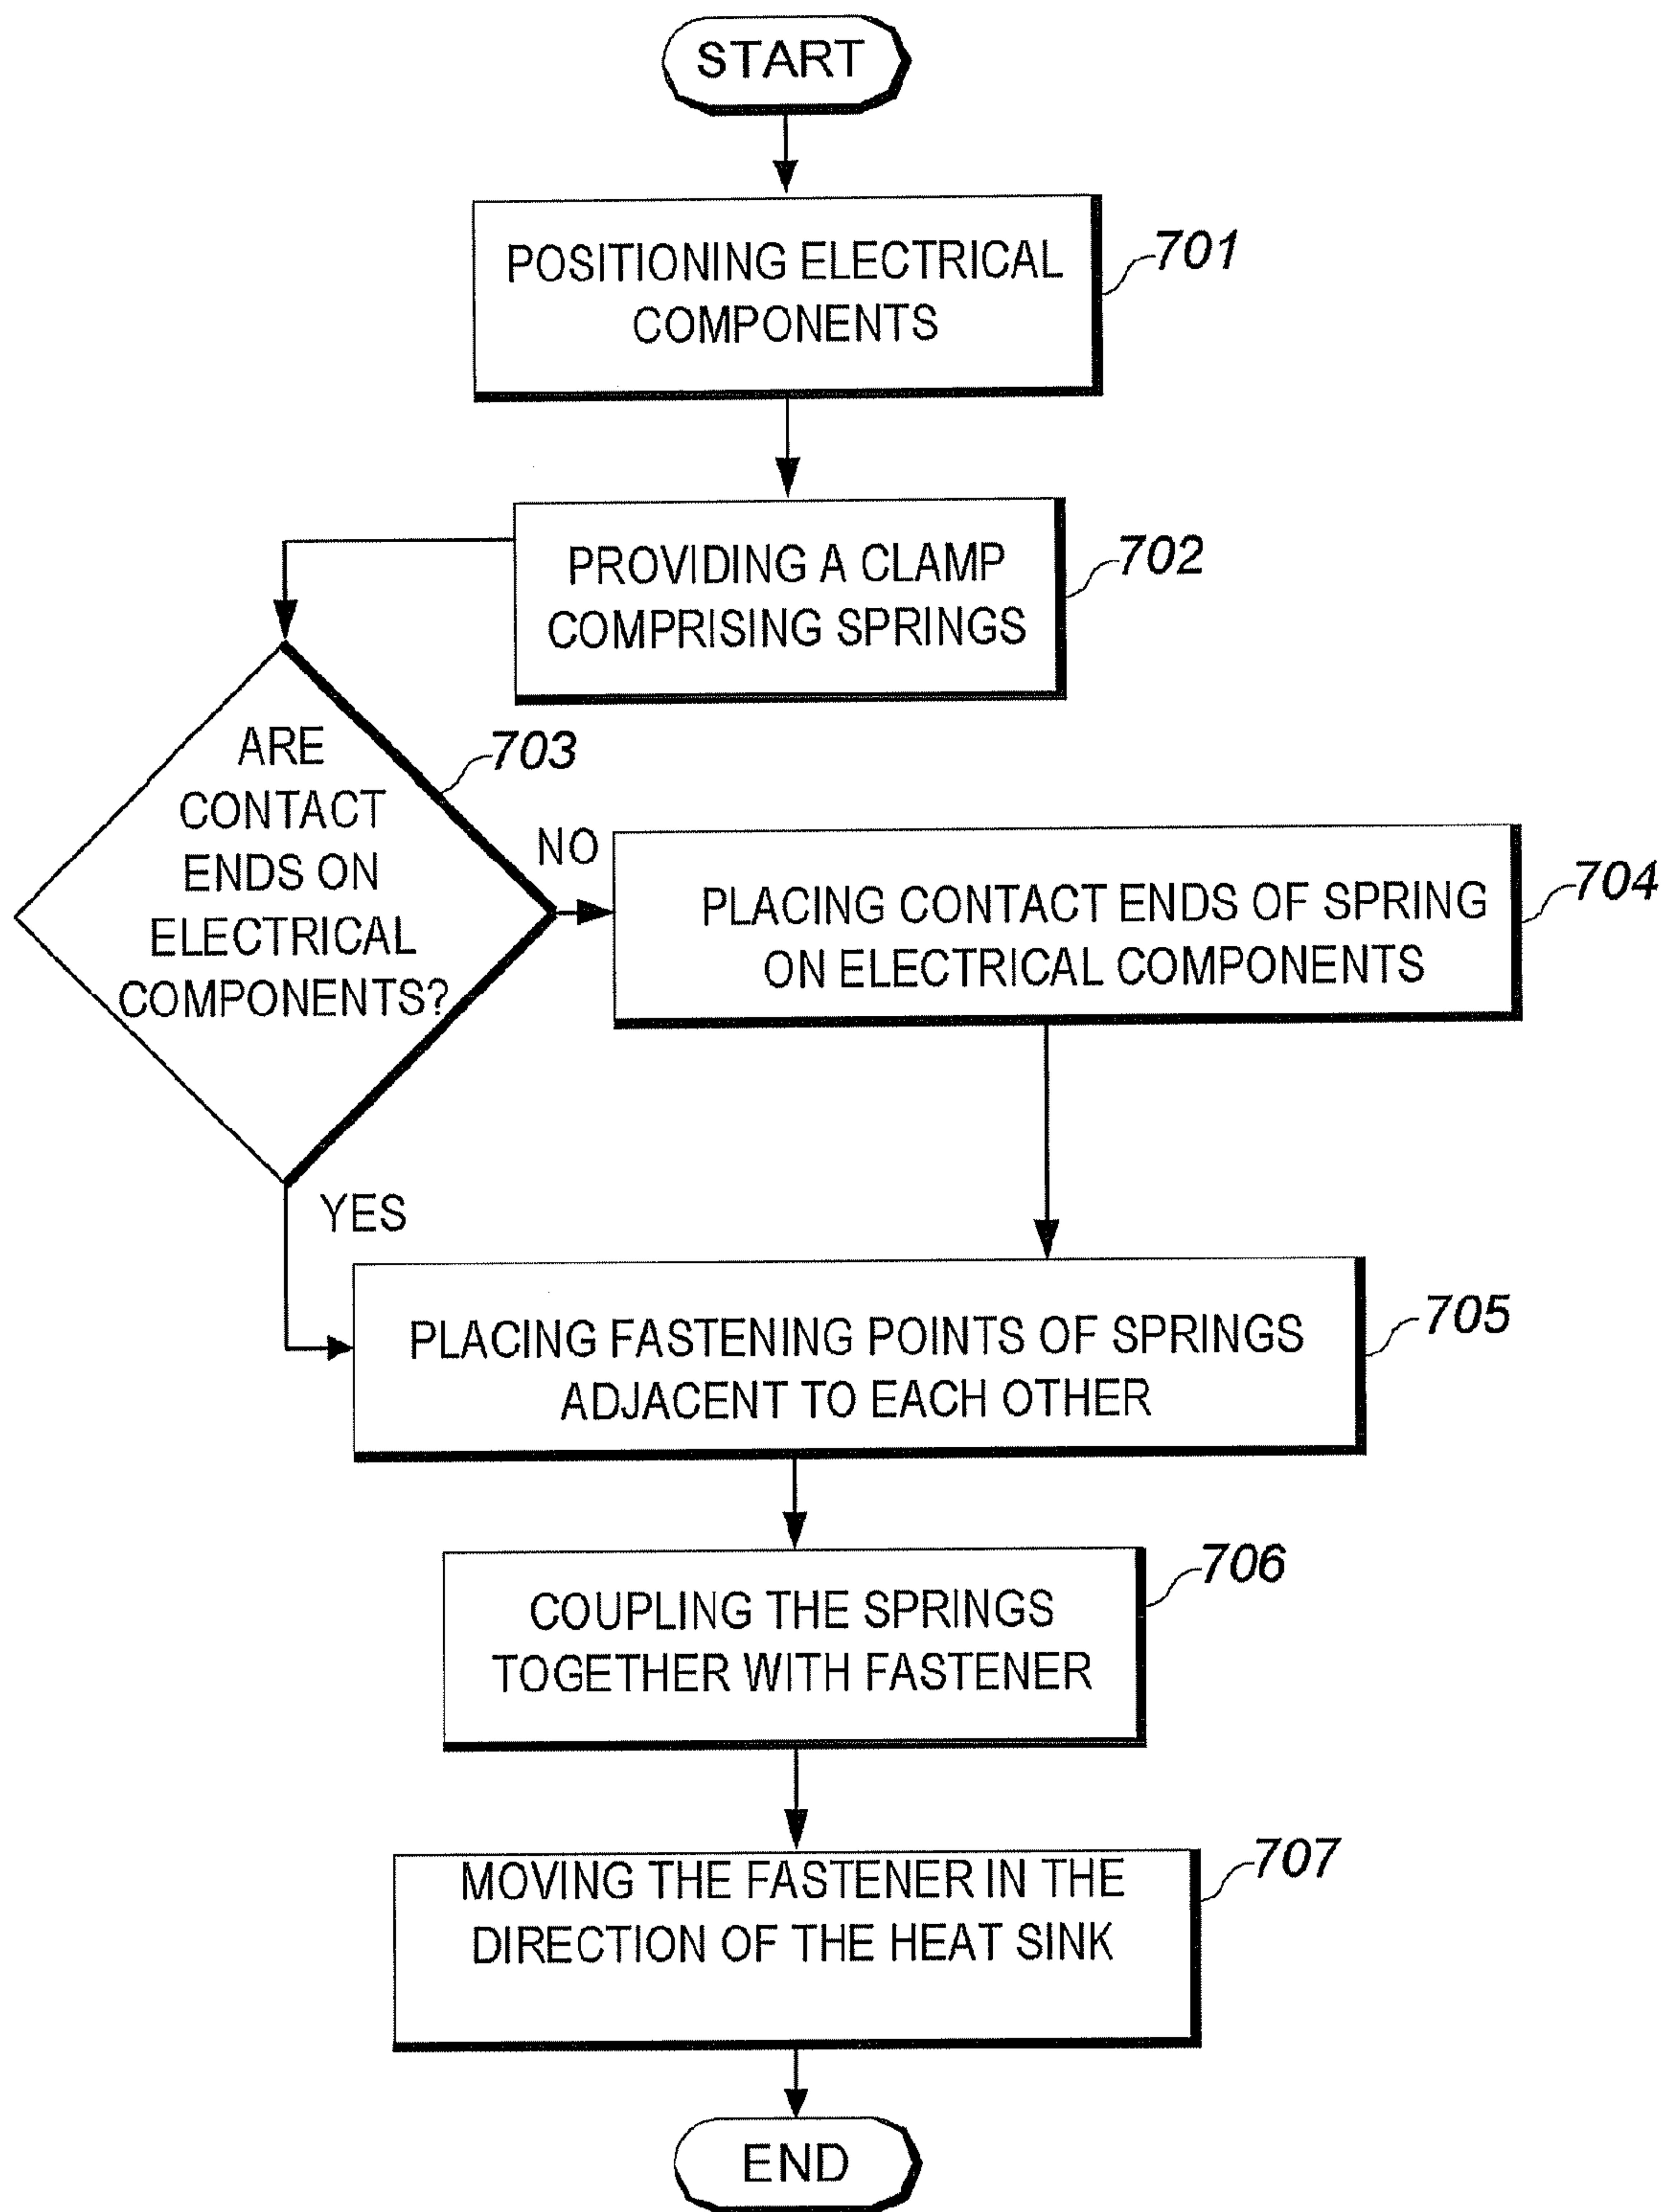 START
POSITIONING ELECTRICAL
COMPONENTS
701
PROVIDING A CLAMP
COMPRISING SPRINGS
702
ARE
CONTACT
ENDS ON
ELECTRICAL
COMPONENTS?
703
NO
PLACING CONTACT ENDS OF SPRING
ON ELECTRICAL COMPONENTS
704
YES
PLACING FASTENING POINTS OF SPRINGS
ADJACENT TO EACH OTHER
705
COUPLING THE SPRINGS
TOGETHER WITH FASTENER
706
MOVING THE FASTENER IN THE
DIRECTION OF THE HEAT SINK
707
END